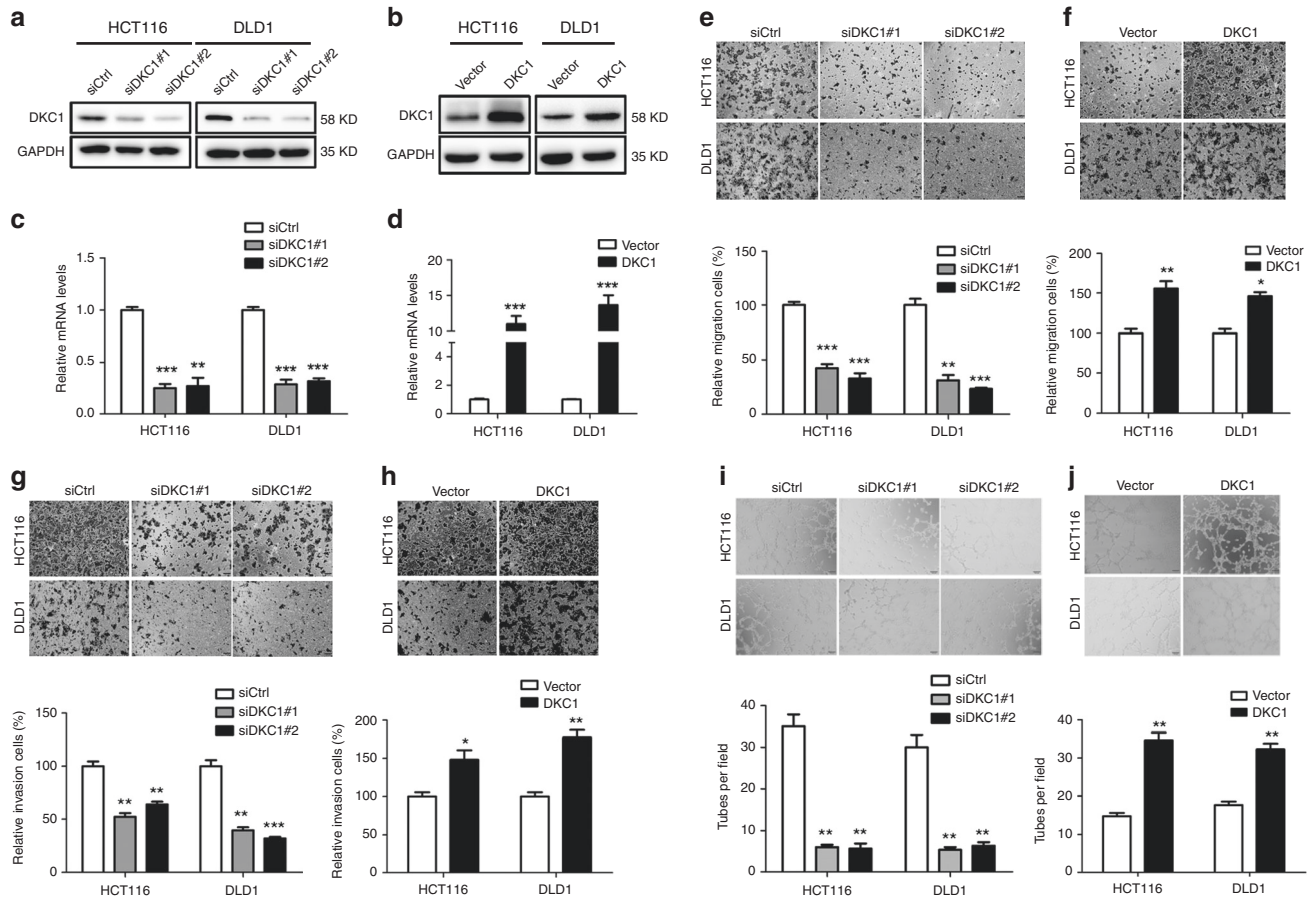 a
HCT116 DLD1
siCtrl siDKC1#1 siDKC1#2 siCtrl siDKC1#1 siDKC1#2
DKC1 58 KD
GAPDH 35 KD
b
HCT116 DLD1
Vector DKC1 Vector DKC1
DKC1 58 KD
GAPDH 35 KD
c
siCtrl
siDKC1#1
siDKC1#2
Relative mRNA levels
1.5
1.0
0.5
0.0
*** ** *** ***
HCT116 DLD1
d
Vector
DKC1
Relative mRNA levels
20
15
10
4
2
0
*** ***
HCT116 DLD1
e
siCtrl siDKC1#1 siDKC1#2
HCT116
DLD1
siCtrl
siDKC1#1
siDKC1#2
Relative migration cells (%)
150
100
50
0
*** *** ** ***
HCT116 DLD1
f
Vector DKC1
HCT116
DLD1
Vector
DKC1
Relative migration cells (%)
200
150
100
50
0
** *
HCT116 DLD1
g
siCtrl siDKC1#1 siDKC1#2
HCT116
DLD1
siCtrl
siDKC1#1
siDKC1#2
Relative invasion cells (%)
150
100
50
0
** ** ** ***
HCT116 DLD1
h
Vector DKC1
HCT116
DLD1
Vector
DKC1
Relative invasion cells (%)
200
150
100
50
0
* **
HCT116 DLD1
i
siCtrl siDKC1#1 siDKC1#2
HCT116
DLD1
siCtrl
siDKC1#1
siDKC1#2
Tubes per field
40
30
20
10
0
** ** ** **
HCT116 DLD1
j
Vector DKC1
HCT116
DLD1
Vector
DKC1
Tubes per field
40
30
20
10
0
** **
HCT116 DLD1